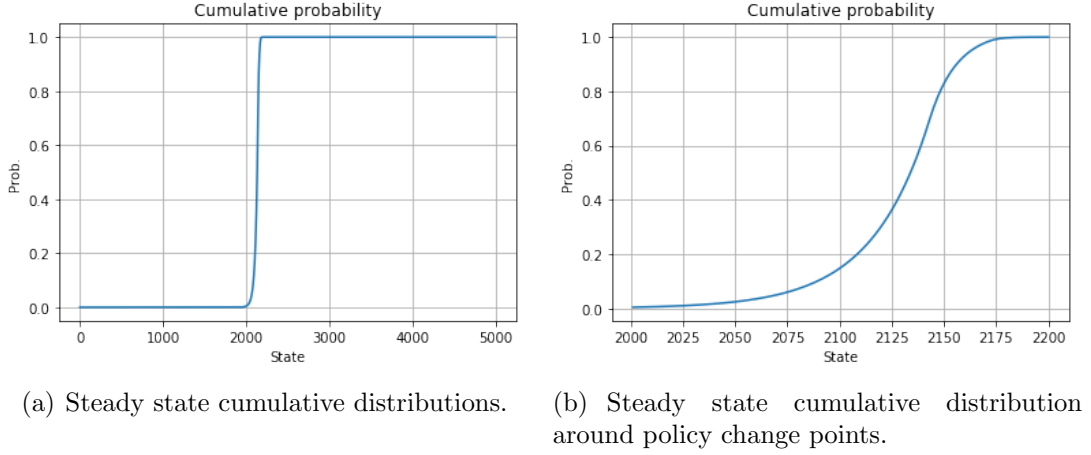 Cumulative probability
1.0
0.8
0.6
0.4
0.2
0.0
Prob.
0 1000 2000 3000 4000 5000
State
(a) Steady state cumulative distributions.
Cumulative probability
1.0
0.8
0.6
0.4
0.2
0.0
Prob.
2000 2025 2050 2075 2100 2125 2150 2175 2200
State
(b) Steady state cumulative distribution
around policy change points.